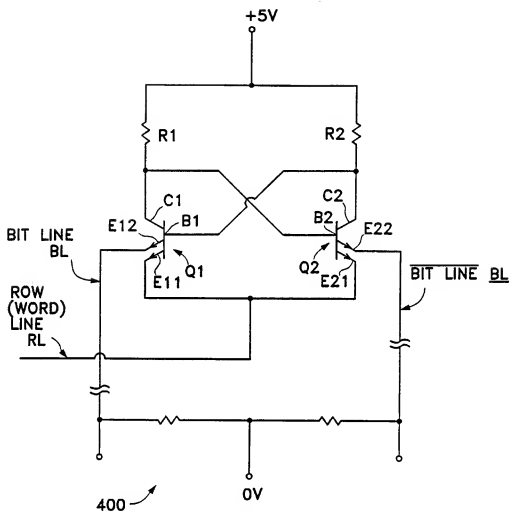 +5V
R1
R2
C1
C2
E12
B1
B2
E22
BIT LINE
BL
Q1
Q2
E11
E21
BIT LINE BL
ROW
(WORD)
LINE
RL
0V
400